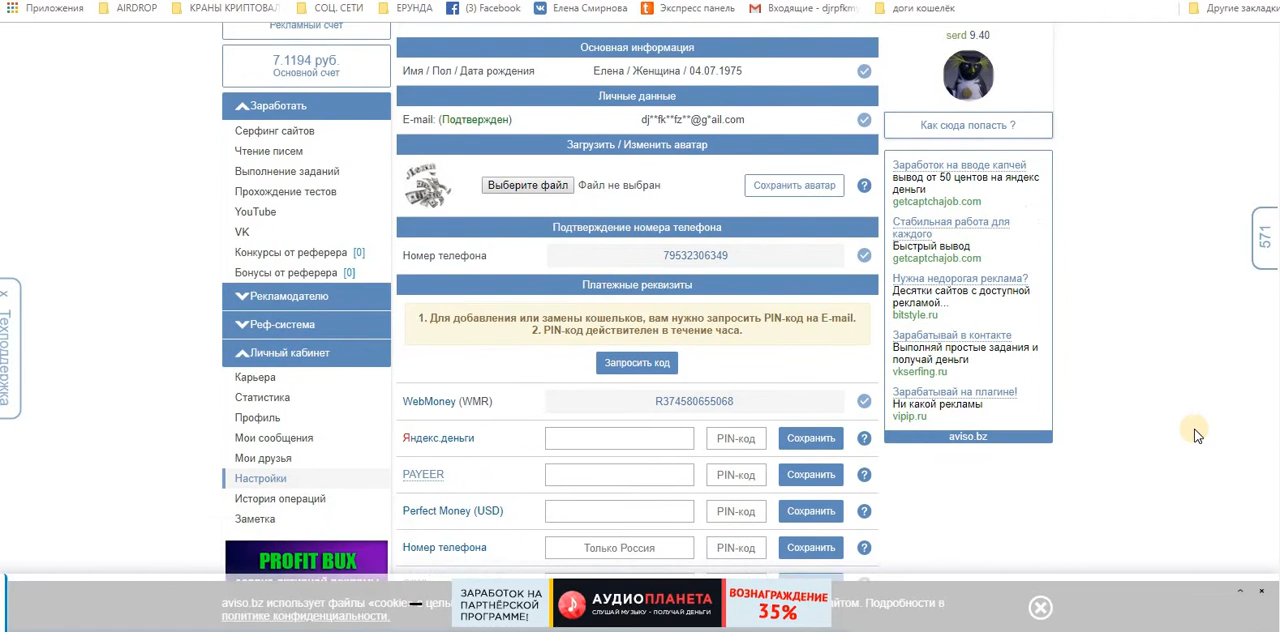 Приложения
AIRDROP
КРАНЫ КРИПТОВАЛ
СОЦ. СЕТИ
ЕРУНДА
(3) Facebook
Елена Смирнова
Экспресс панель
Входящие - djrpfkms
доги кошелёк
Другие закладки
Рекламный счет
7.1194 руб.
Основной счет
Заработать
Серфинг сайтов
Чтение писем
Выполнение заданий
Прохождение тестов
YouTube
VK
Конкурсы от реферера [0]
Бонусы от реферера [0]
Рекламодателю
Реф-система
Личный кабинет
Карьера
Статистика
Профиль
Мои сообщения
Мои друзья
Настройки
История операций
Заметка
PROFIT BUX
x Техподдержка
Основная информация
Имя / Пол / Дата рождения
Елена / Женщина / 04.07.1975
Личные данные
E-mail: (Подтвержден)
dj**fk**fz**@g*ail.com
Загрузить / Изменить аватар
Выберите файл
Файл не выбран
Сохранить аватар
?
Подтверждение номера телефона
Номер телефона
79532306349
Платежные реквизиты
1. Для добавления или замены кошельков, вам нужно запросить PIN-код на E-mail.
2. PIN-код действителен в течение часа.
Запросить код
WebMoney (WMR)
R374580655068
Яндекс.деньги
PIN-код
Сохранить
?
PAYEER
PIN-код
Сохранить
?
Perfect Money (USD)
PIN-код
Сохранить
?
Номер телефона
Только Россия
PIN-код
Сохранить
?
serd 9.40
Как сюда попасть ?
Заработок на вводе капчей
вывод от 50 центов на яндекс
деньги
getcaptchajob.com
Стабильная работа для
каждого
Быстрый вывод
getcaptchajob.com
Нужна недорогая реклама?
Десятки сайтов с доступной
рекламой...
bitstyle.ru
Зарабатывай в контакте
Выполняй простые задания и
получай деньги
vkserfing.ru
Зарабатывай на плагине!
Ни какой рекламы
vipip.ru
aviso.bz
571
aviso.bz использует файлы «cookie
цель
йтом. Подробности в
политике конфиденциальности.
ЗАРАБОТОК НА
ПАРТНЁРСКОЙ
ПРОГРАММЕ!
АУДИОПЛАНЕТА
СЛУШАЙ МУЗЫКУ - ПОЛУЧАЙ ДЕНЬГИ
ВОЗНАГРАЖДЕНИЕ
35%